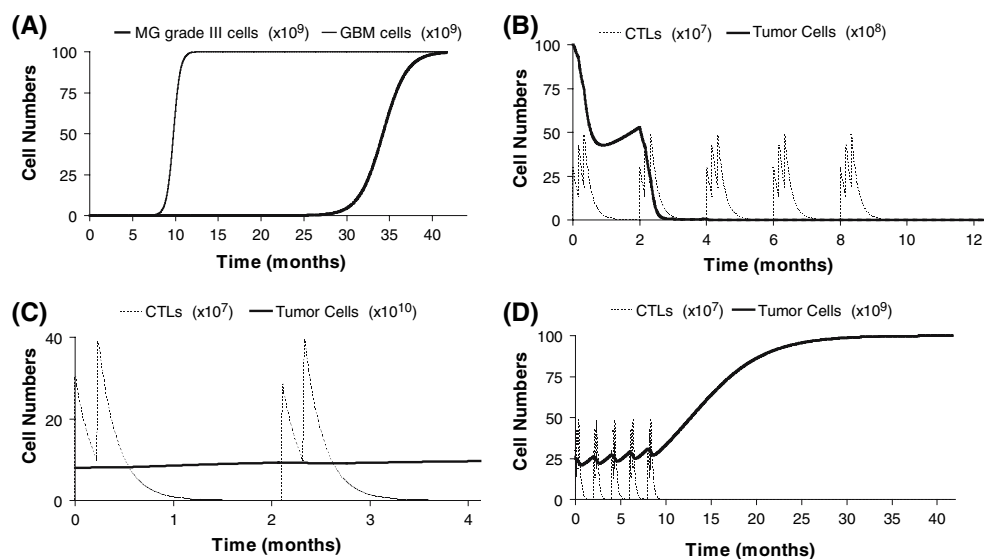 (A)
MG grade III cells (x10⁹) GBM cells (x10⁹)
Cell Numbers
100
75
50
25
0
0 5 10 15 20 25 30 35 40
Time (months)
(B)
CTLs (x10⁷) Tumor Cells (x10⁸)
Cell Numbers
100
75
50
25
0
0 2 4 6 8 10 12
Time (months)
(C)
CTLs (x10⁷) Tumor Cells (x10¹⁰)
Cell Numbers
40
20
10
0
0 1 2 3 4
Time (months)
(D)
CTLs (x10⁷) Tumor Cells (x10⁹)
Cell Numbers
100
75
50
25
0
0 5 10 15 20 25 30 35 40
Time (months)